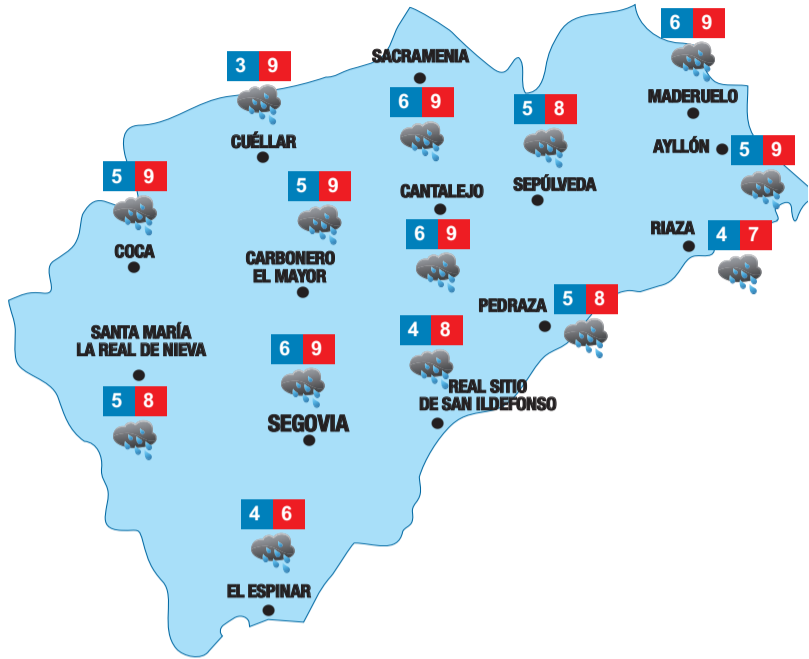 6 9
MADERUELO
3 9
CUÉLLAR
SACRAMENIA
6 9
5 8
SEPÚLVEDA
AYLLÓN
5 9
5 9
COCA
5 9
CARBONERO
EL MAYOR
CANTALEJO
6 9
RIAZA
4 7
PEDRAZA
5 8
SANTA MARÍA
LA REAL DE NIEVA
5 8
6 9
SEGOVIA
4 8
REAL SITIO
DE SAN ILDEFONSO
4 6
EL ESPINAR